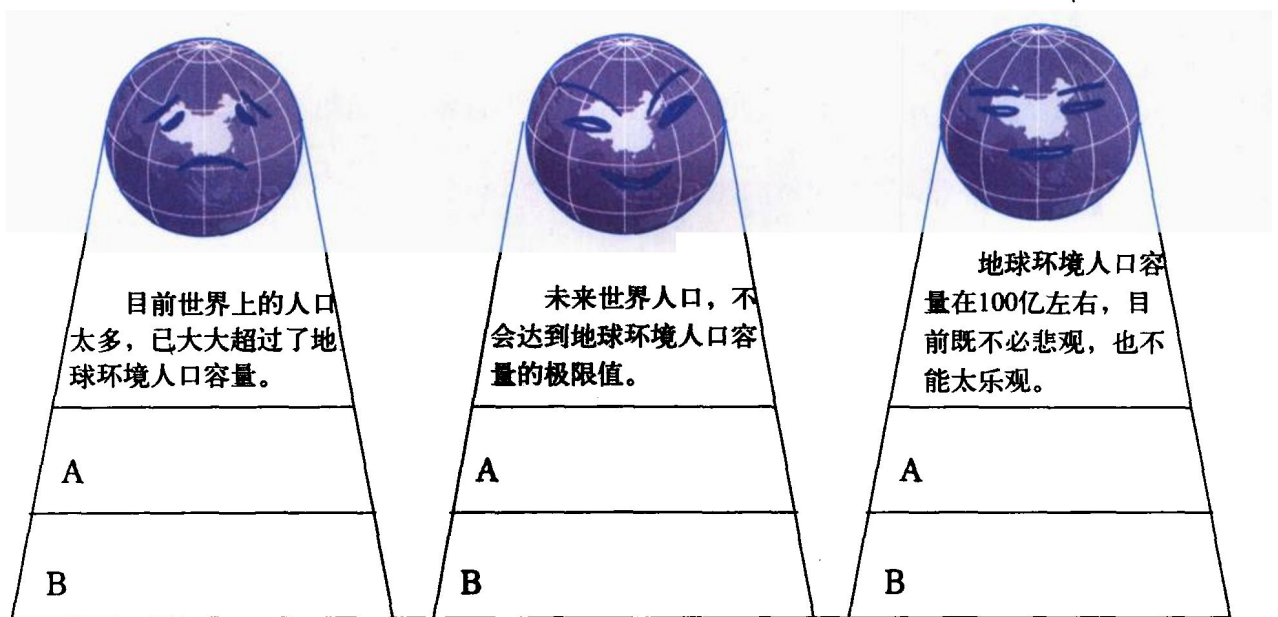 目前世界上的人口
太多，已大大超过了地
球环境人口容量。
A
B
未来世界人口，不
会达到地球环境人口容
量的极限值。
A
B
地球环境人口容
量在100亿左右，目
前既不必悲观，也不
能太乐观。
A
B